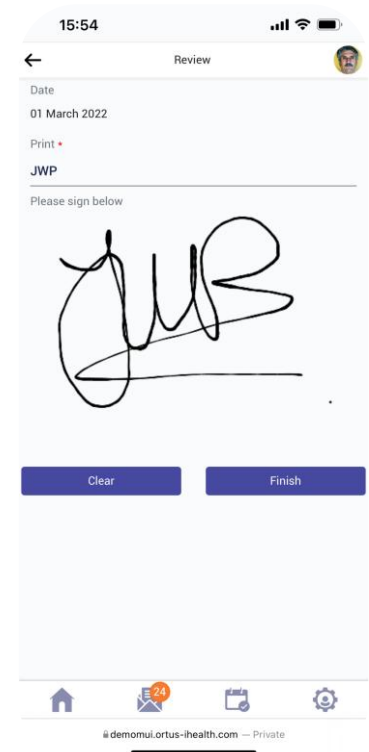 15:54
Review
Date
01 March 2022
Print •
JWP
Please sign below
Clear Finish
24
demomui.ortus-ihealth.com — Private